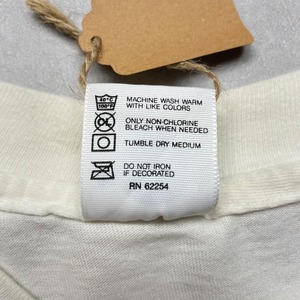 40°C
MACHINE WASH WARM
WITH LIKE COLORS
ONLY NON-CHLORINE
BLEACH WHEN NEEDED
TUMBLE DRY MEDIUM
DO NOT IRON
IF DECORATED
RN 62254